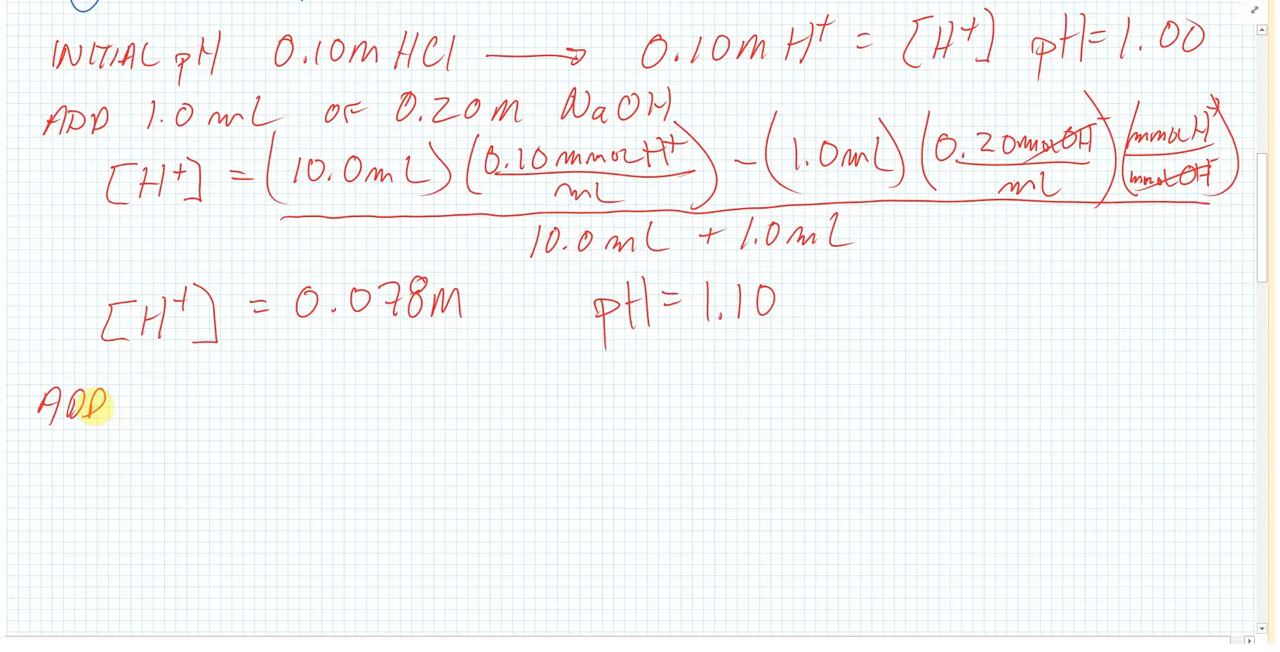 INITIAL pH 0.10M HCl ⟶ 0.10M H⁺ = [H⁺] pH = 1.00
ADD 1.0 mL OF 0.20M NaOH
[H⁺] = (10.0 mL)(0.10 mmol H⁺/mL) − (1.0 mL)(0.20 mmol OH⁻/mL)(mmol H⁺/mmol OH⁻)
10.0 mL + 1.0 mL
[H⁺] = 0.078M pH = 1.10
ADD